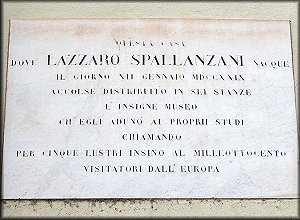 QUESTA CASA
DOVE LAZZARO SPALLANZANI NACQUE
IL GIORNO XII GENNAIO MDCCXXIX
ACCOLSE DISTRIBUITO IN SEI STANZE
L'INSIGNE MUSEO
CH'EGLI ADUNÒ AI PROPRII STUDI
CHIAMANDO
PER CINQUE LUSTRI INSINO AL MILLEOTTOCENTO
VISITATORI DALL'EUROPA